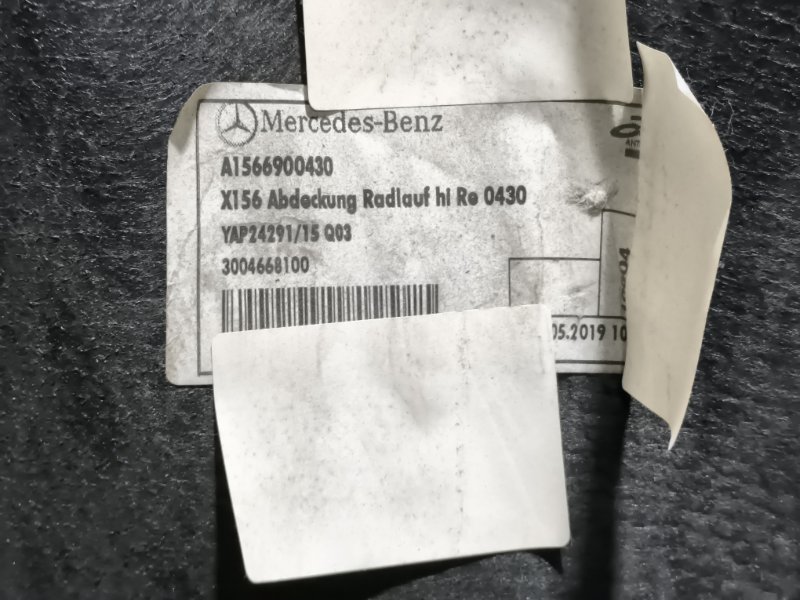 Mercedes-Benz
A1566900430
X156 Abdeckung Radlauf hi Re 0430
YAP24291/15 Q03
3004668100
05.2019 10